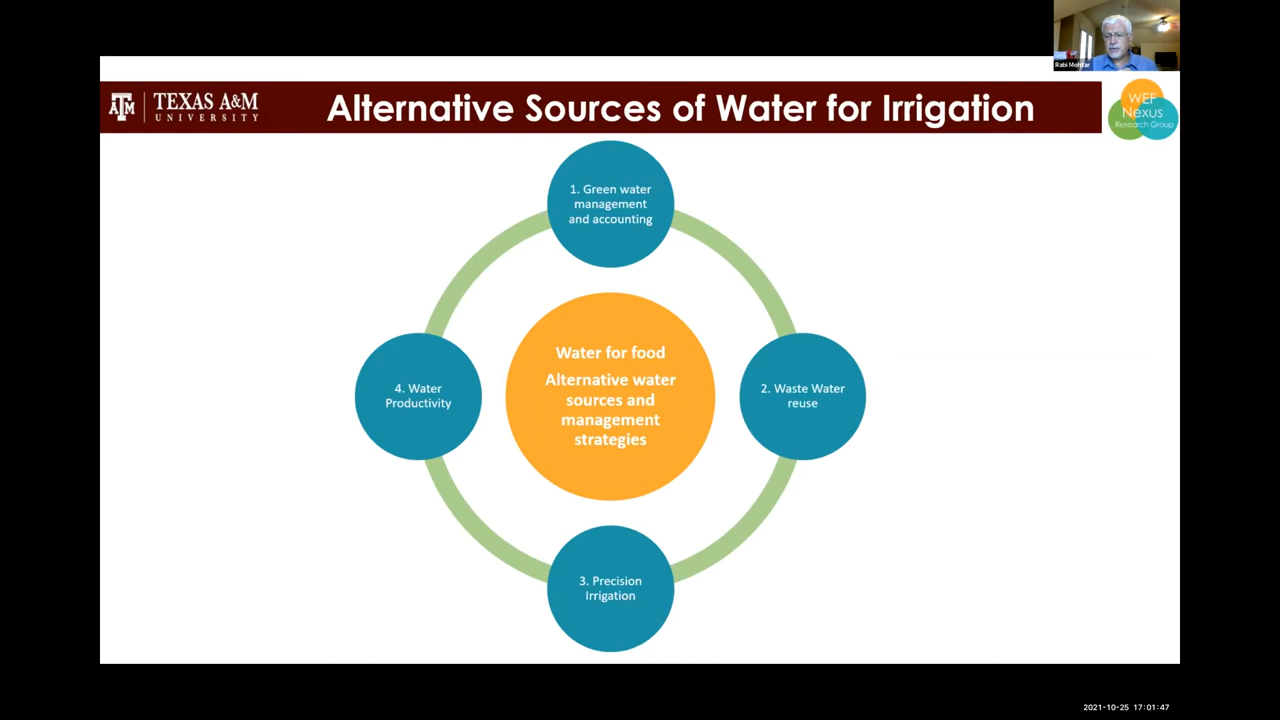 Rabi Mohtar
TEXAS A&M
UNIVERSITY
Alternative Sources of Water for Irrigation
WEF
Nexus
Research Group
1. Green water
management
and accounting
Water for food
Alternative water
sources and
management
strategies
4. Water
Productivity
2. Waste Water
reuse
3. Precision
Irrigation
2021-10-25 17:01:47